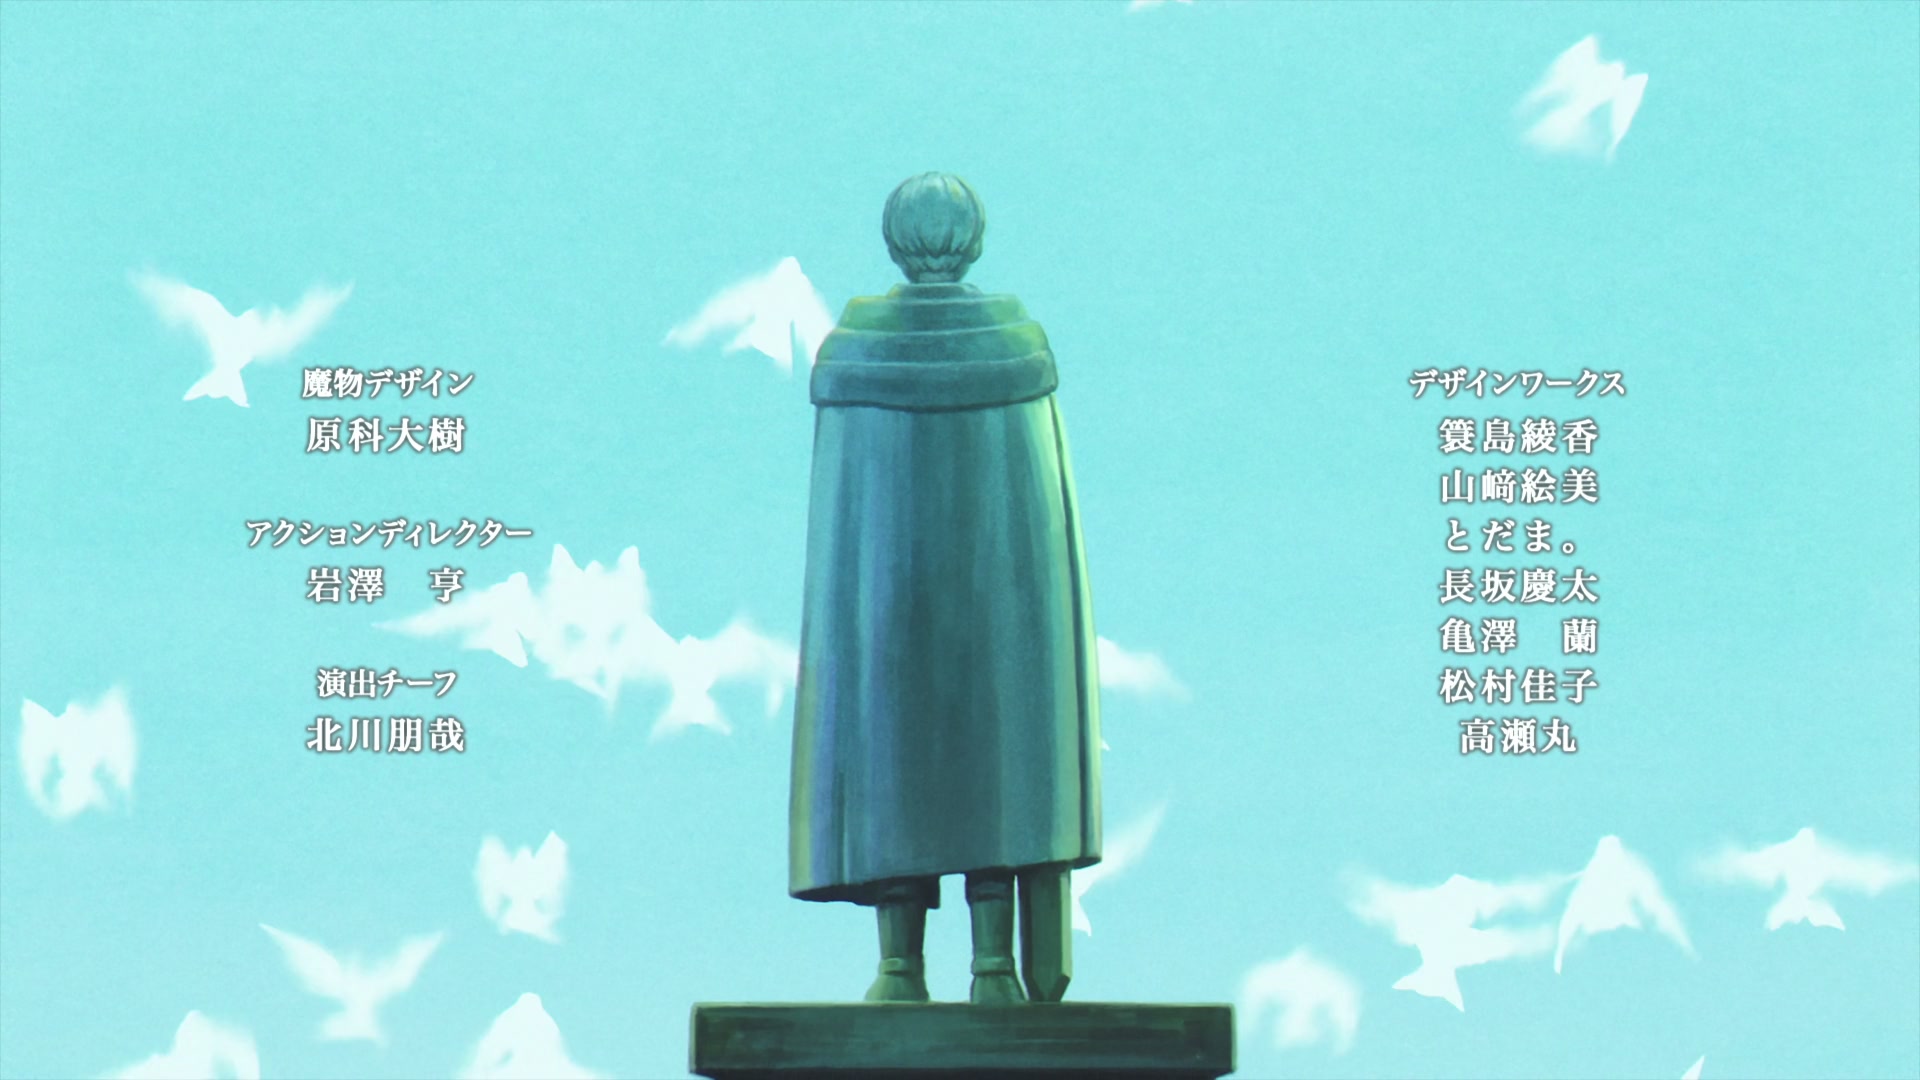 魔物デザイン
原科大樹
アクションディレクター
岩澤　亨
演出チーフ
北川朋哉
デザインワークス
簑島綾香
山﨑絵美
とだま。
長坂慶太
亀澤　蘭
松村佳子
高瀬丸